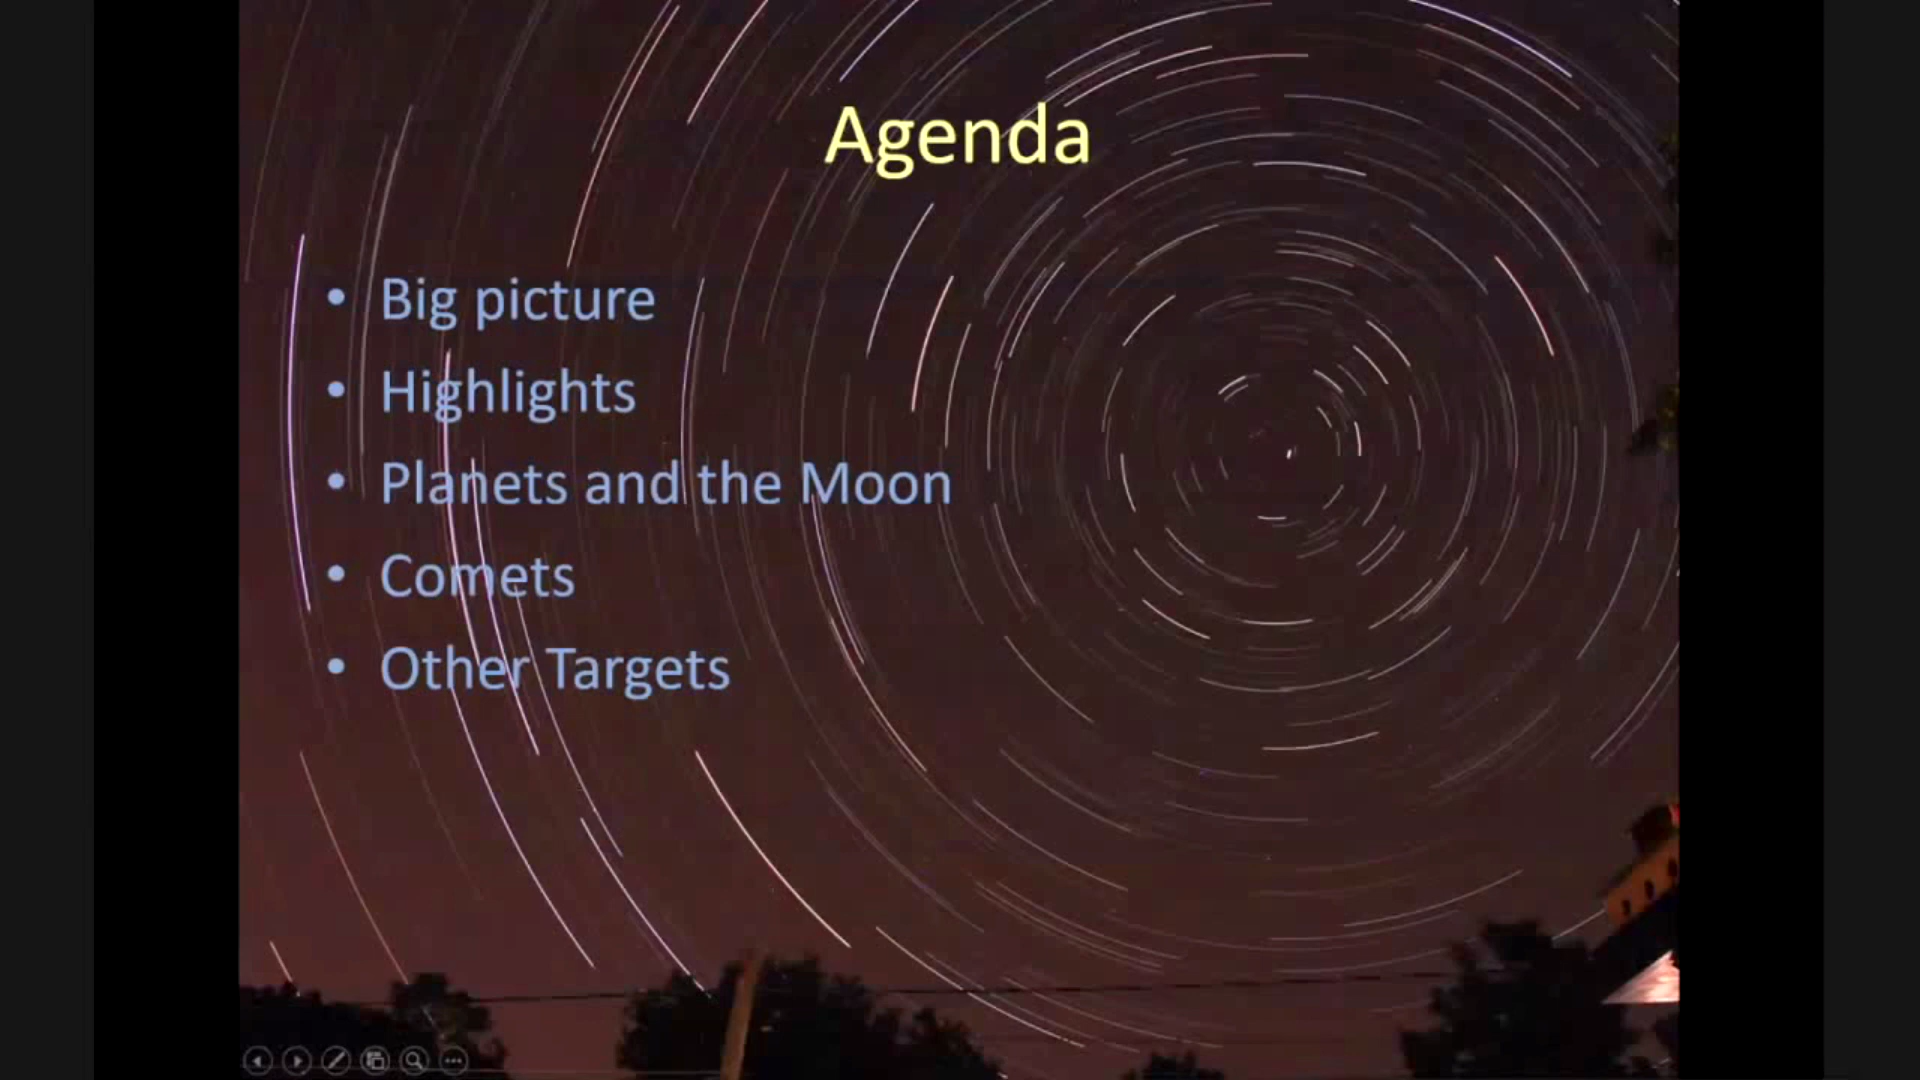 Agenda
• Big picture
• Highlights
• Planets and the Moon
• Comets
• Other Targets